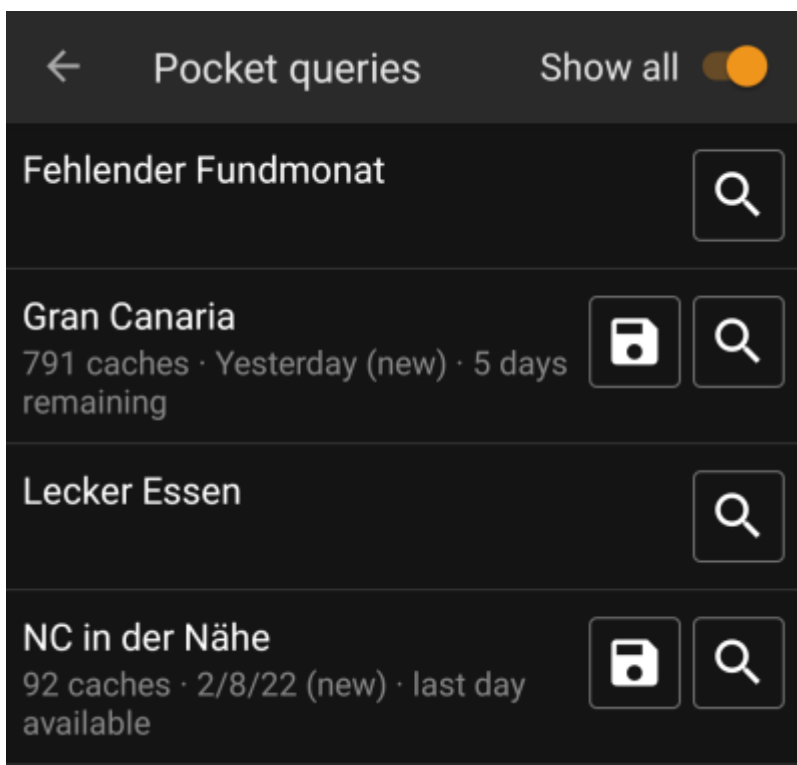 Pocket queries
Show all
Fehlender Fundmonat
Gran Canaria
791 caches · Yesterday (new) · 5 days
remaining
Lecker Essen
NC in der Nähe
92 caches · 2/8/22 (new) · last day
available